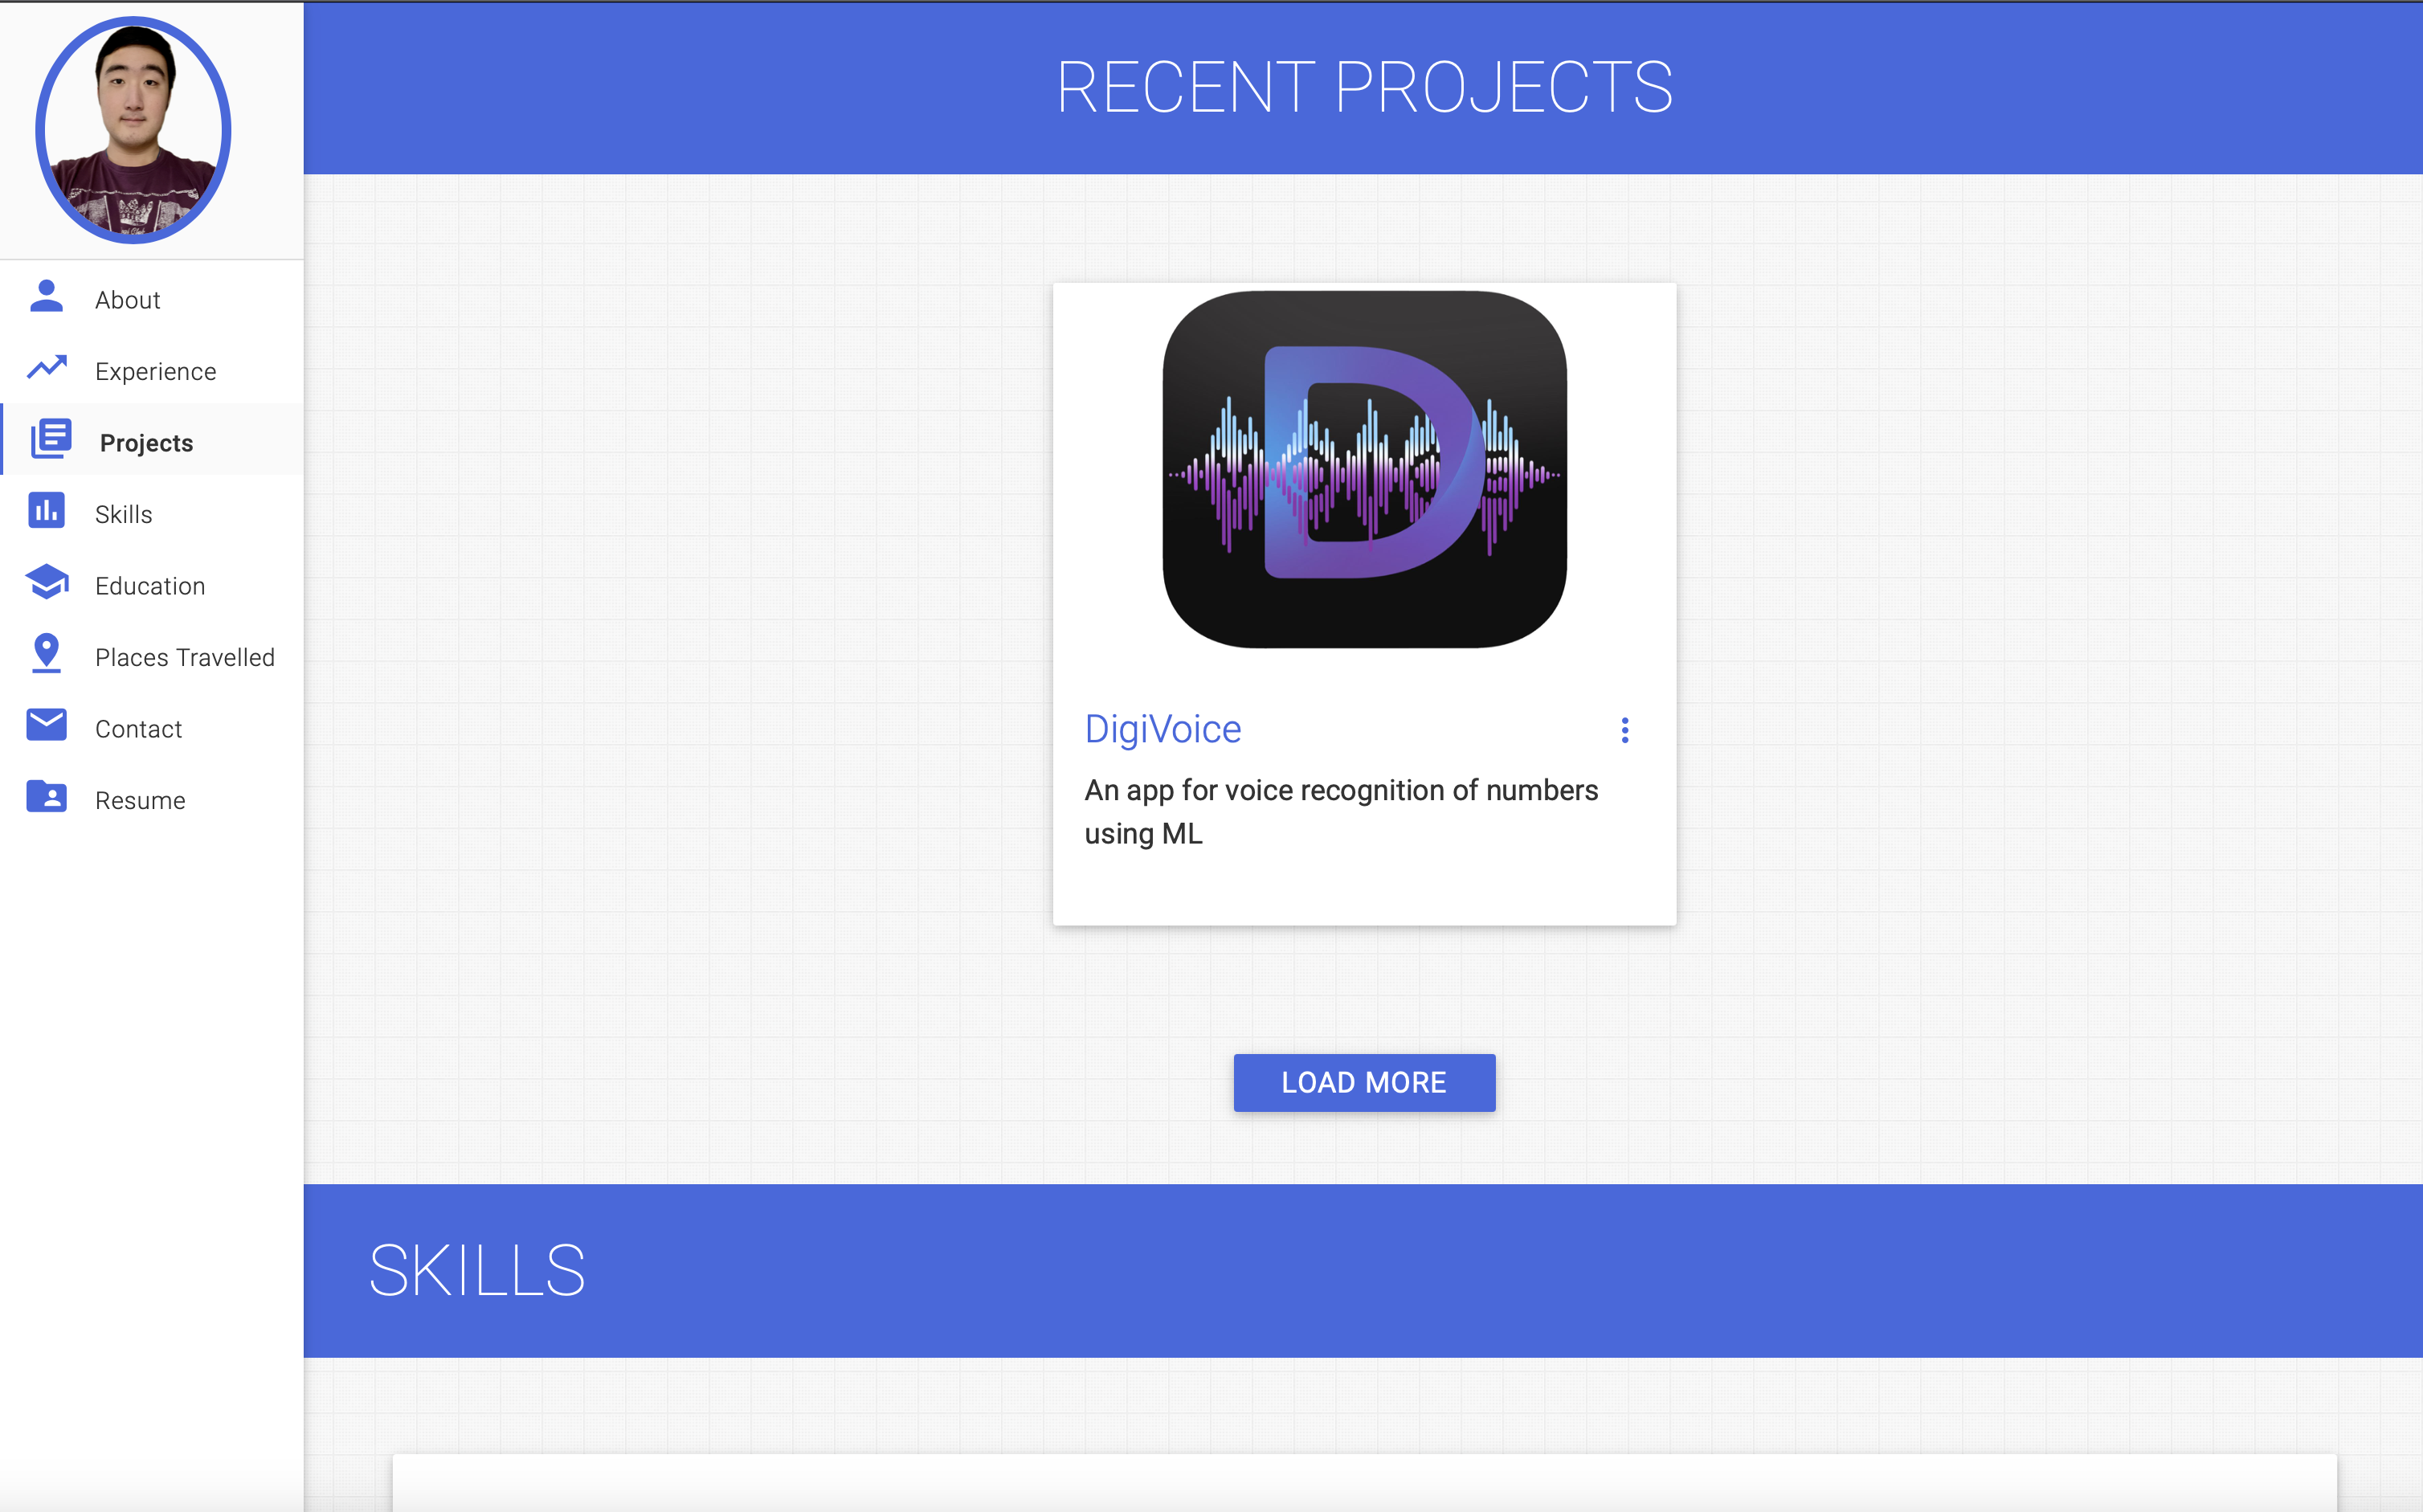 About
Experience
Projects
Skills
Education
Places Travelled
Contact
Resume
RECENT PROJECTS
D
DigiVoice
An app for voice recognition of numbers
using ML
LOAD MORE
SKILLS